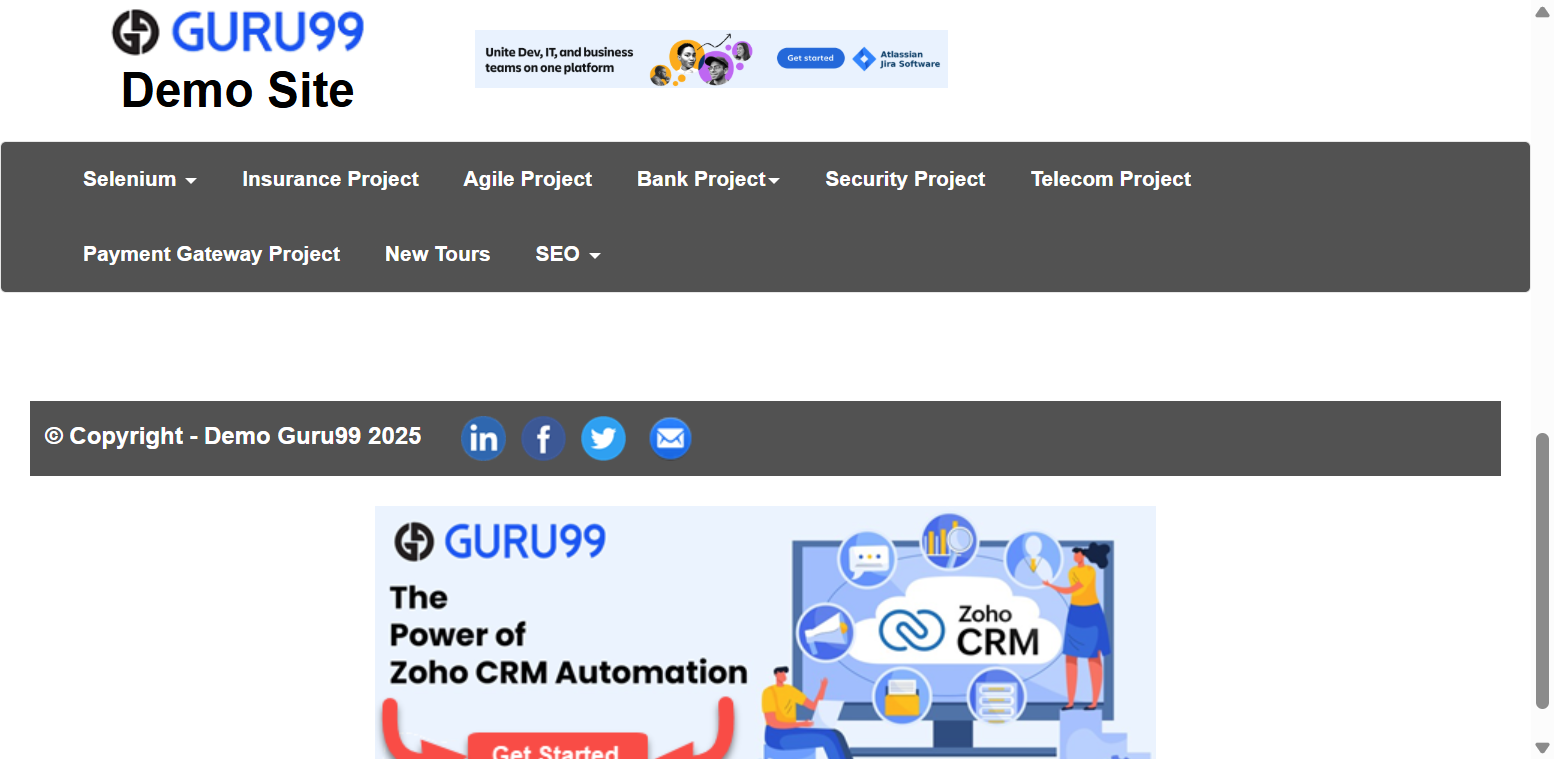 GURU99
Demo Site
Unite Dev, IT, and business
teams on one platform
Get started
Atlassian
Jira Software
Selenium
Insurance Project
Agile Project
Bank Project
Security Project
Telecom Project
Payment Gateway Project
New Tours
SEO
© Copyright - Demo Guru99 2025
in
f
GURU99
The
Power of
Zoho CRM Automation
Get Started
Zoho
CRM